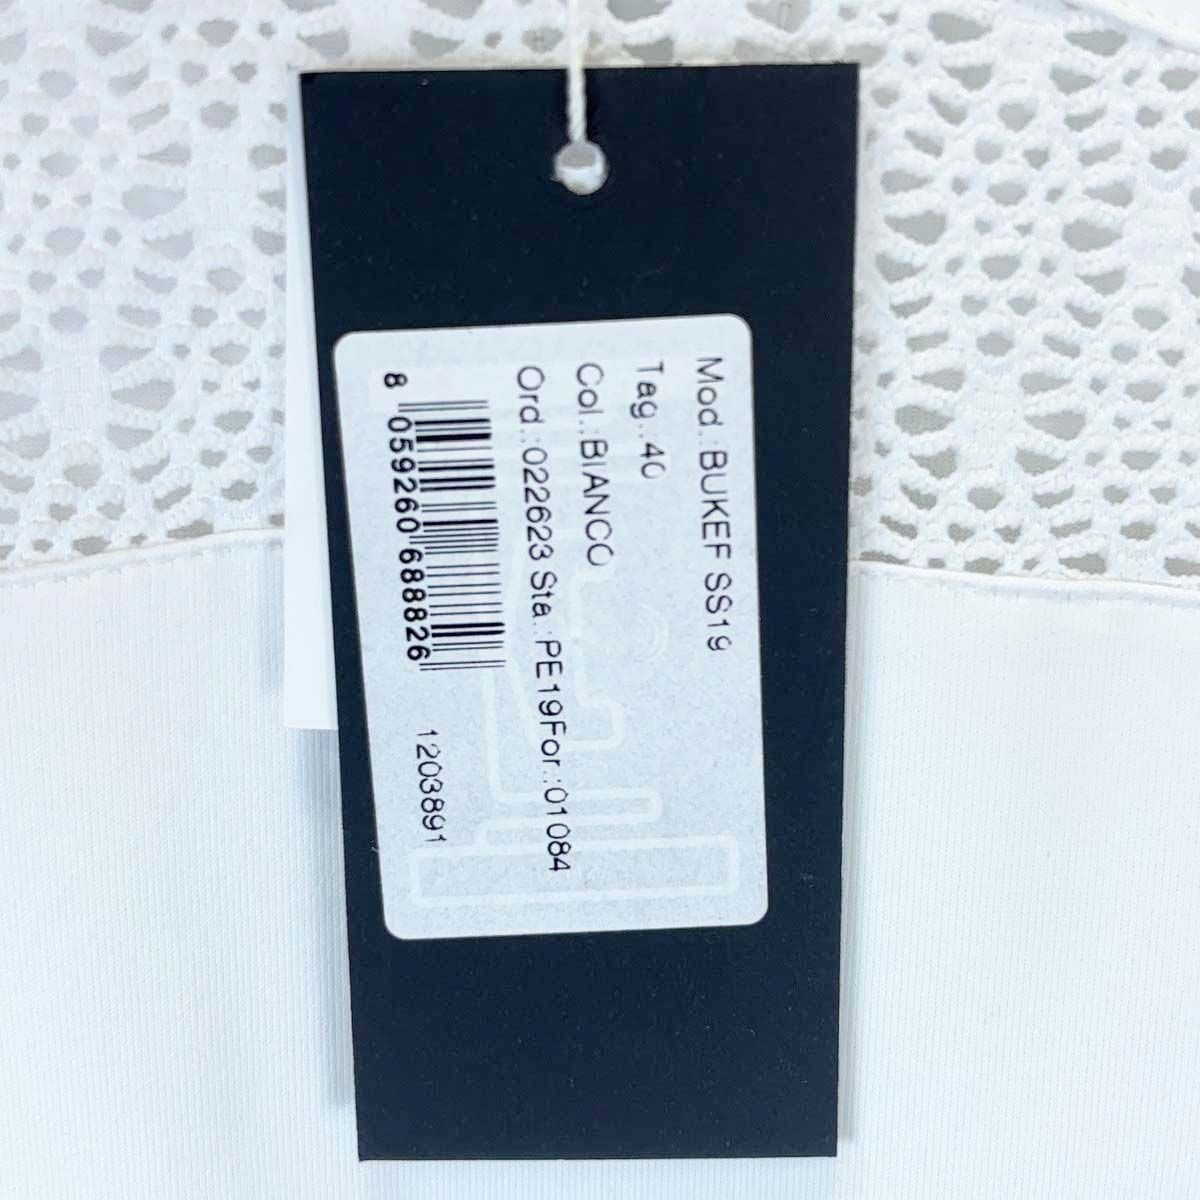 Mod.:BUKEF SS19
Tag.:40
Col.:BIANCO
Ord.:022623 Sta.:PE19For.:01084
8 059260 688826
1203891